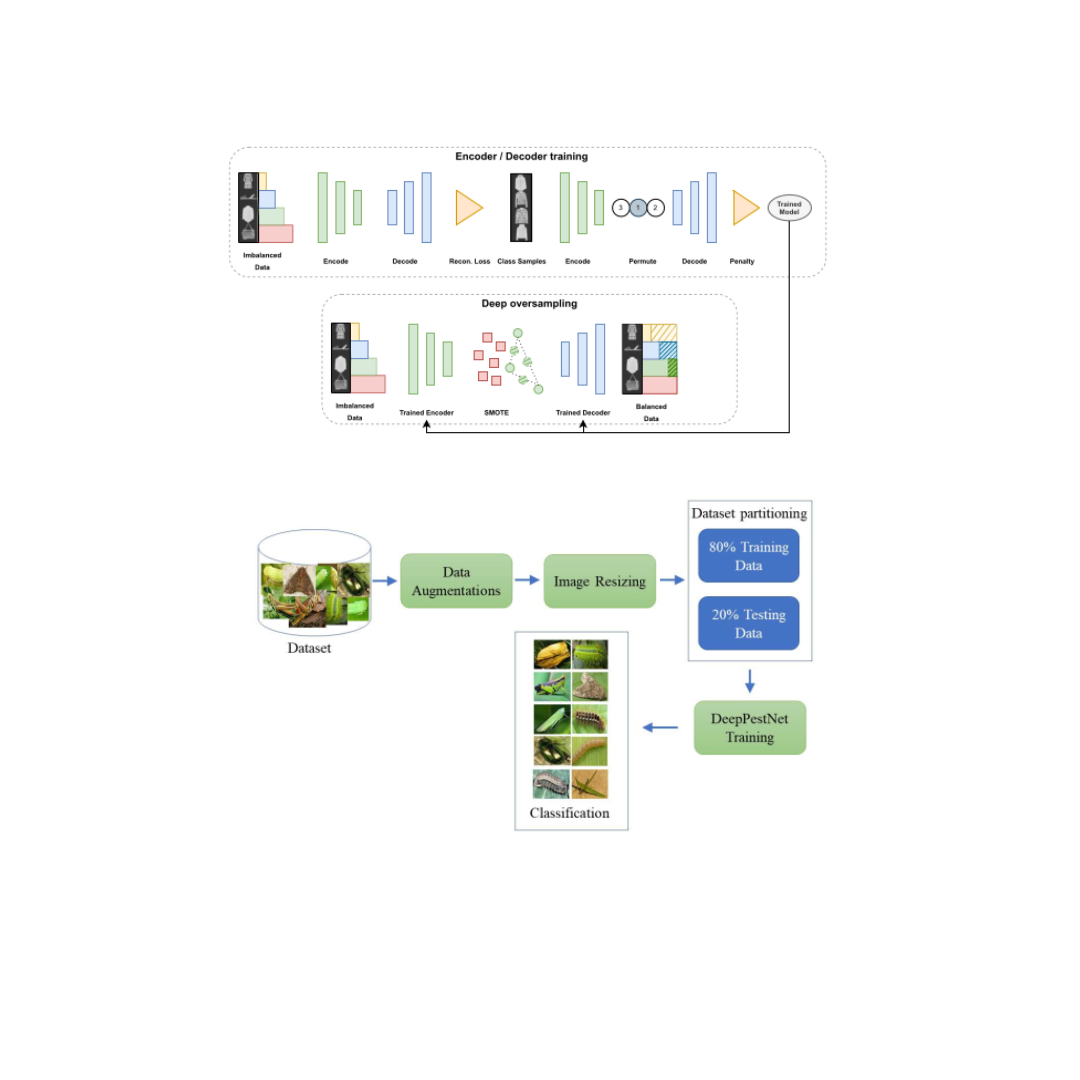 Encoder / Decoder training
Imbalanced
Data
Encode
Decode
Recon. Loss
Class Samples
Encode
3 1 2
Permute
Decode
Penalty
Trained
Model
Deep oversampling
Imbalanced
Data
Trained Encoder
SMOTE
Trained Decoder
Balanced
Data
Dataset
Data
Augmentations
Image Resizing
Dataset partitioning
80% Training
Data
20% Testing
Data
DeepPestNet
Training
Classification